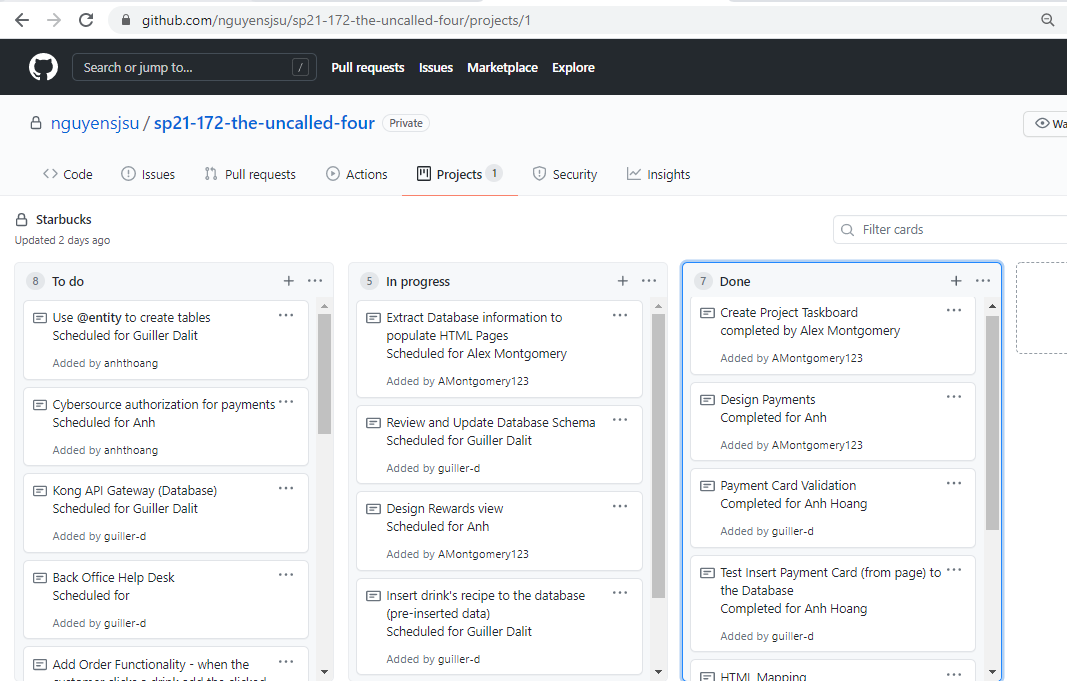 github.com/nguyensjsu/sp21-172-the-uncalled-four/projects/1
Search or jump to... /
Pull requests Issues Marketplace Explore
nguyensjsu / sp21-172-the-uncalled-four Private
Code Issues Pull requests Actions Projects 1 Security Insights
Starbucks
Updated 2 days ago
Filter cards
8 To do
Use @entity to create tables
Scheduled for Guiller Dalit
Added by anhthoang
Cybersource authorization for payments
Scheduled for Anh
Added by anhthoang
Kong API Gateway (Database)
Scheduled for Guiller Dalit
Added by guiller-d
Back Office Help Desk
Scheduled for
Added by guiller-d
Add Order Functionality - when the
customer clicks a drink add the clicked
5 In progress
Extract Database information to
populate HTML Pages
Scheduled for Alex Montgomery
Added by AMontgomery123
Review and Update Database Schema
Scheduled for Guiller Dalit
Added by guiller-d
Design Rewards view
Scheduled for Anh
Added by AMontgomery123
Insert drink's recipe to the database
(pre-inserted data)
Scheduled for Guiller Dalit
Added by guiller-d
7 Done
Create Project Taskboard
completed by Alex Montgomery
Added by AMontgomery123
Design Payments
Completed for Anh
Added by AMontgomery123
Payment Card Validation
Completed for Anh Hoang
Added by guiller-d
Test Insert Payment Card (from page) to
the Database
Completed for Anh Hoang
Added by guiller-d
HTML Mapping